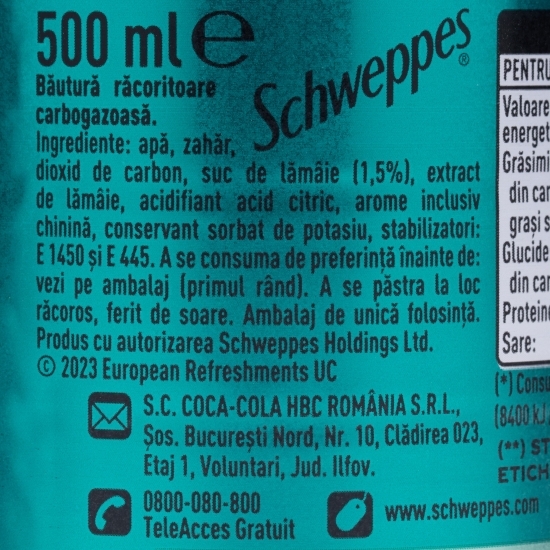 500 ml e
Schweppes®
Băutură răcoritoare
carbogazoasă.
Ingrediente: apă, zahăr,
dioxid de carbon, suc de lămâie (1,5%), extract
de lămâie, acidifiant acid citric, arome inclusiv
chinină, conservant sorbat de potasiu, stabilizatori:
E 1450 și E 445. A se consuma de preferință înainte de:
vezi pe ambalaj (primul rând). A se păstra la loc
răcoros, ferit de soare. Ambalaj de unică folosință.
Produs cu autorizarea Schweppes Holdings Ltd.
© 2023 European Refreshments UC
S.C. COCA-COLA HBC ROMÂNIA S.R.L.,
Șos. București Nord, Nr. 10, Clădirea 023,
Etaj 1, Voluntari, Jud. Ilfov.
0800-080-800
TeleAcces Gratuit
www.schweppes.com
PENTRU
Valoare
energet
Grăsimi
din car
grași s
Glucide
din car
Proteine
Sare:
(*) Consu
(8400 kJ
(**) ST
ETICH